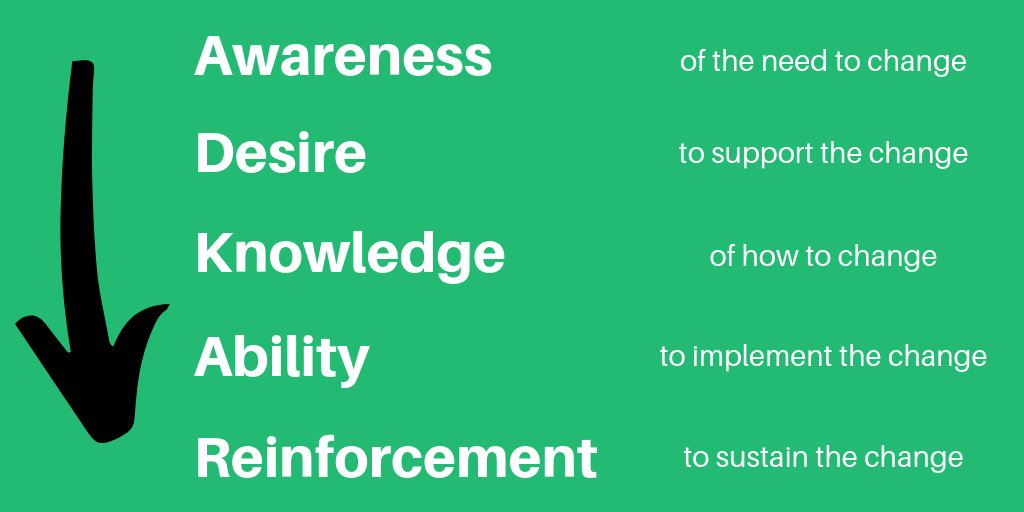 Awareness of the need to change
Desire to support the change
Knowledge of how to change
Ability to implement the change
Reinforcement to sustain the change